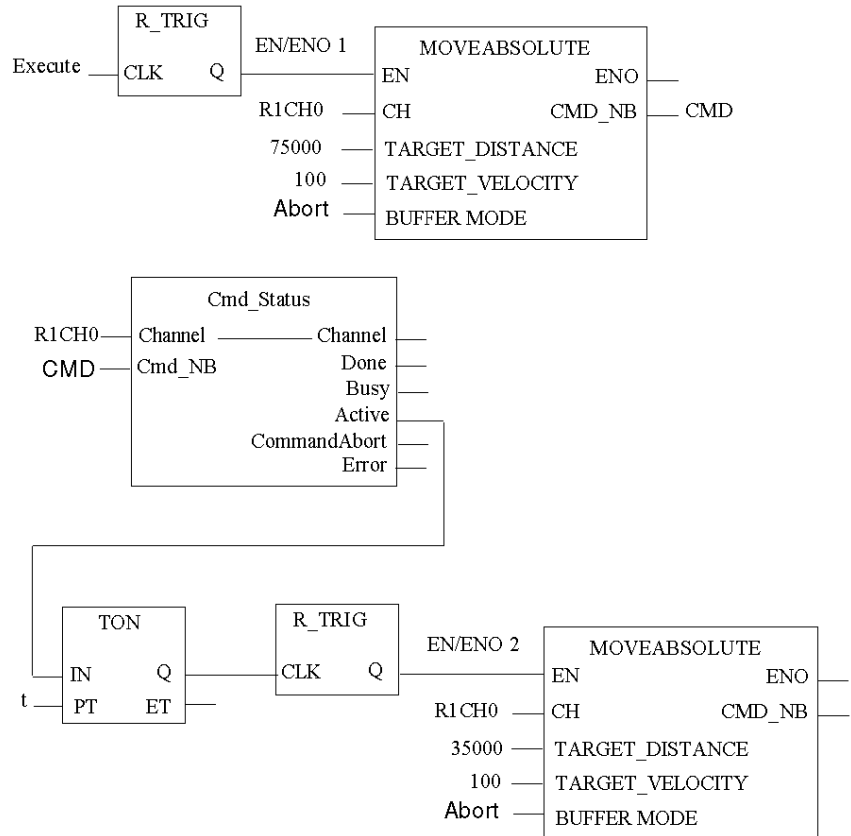 R_TRIG
EN/ENO 1
MOVEABSOLUTE
Execute
CLK
Q
EN
ENO
R1CH0
CH
CMD_NB
CMD
75000
TARGET_DISTANCE
100
TARGET_VELOCITY
Abort
BUFFER MODE
Cmd_Status
R1CH0
Channel
Channel
CMD
Cmd_NB
Done
Busy
Active
CommandAbort
Error
TON
R_TRIG
EN/ENO 2
MOVEABSOLUTE
IN
Q
CLK
Q
EN
ENO
t
PT
ET
R1CH0
CH
CMD_NB
35000
TARGET_DISTANCE
100
TARGET_VELOCITY
Abort
BUFFER MODE